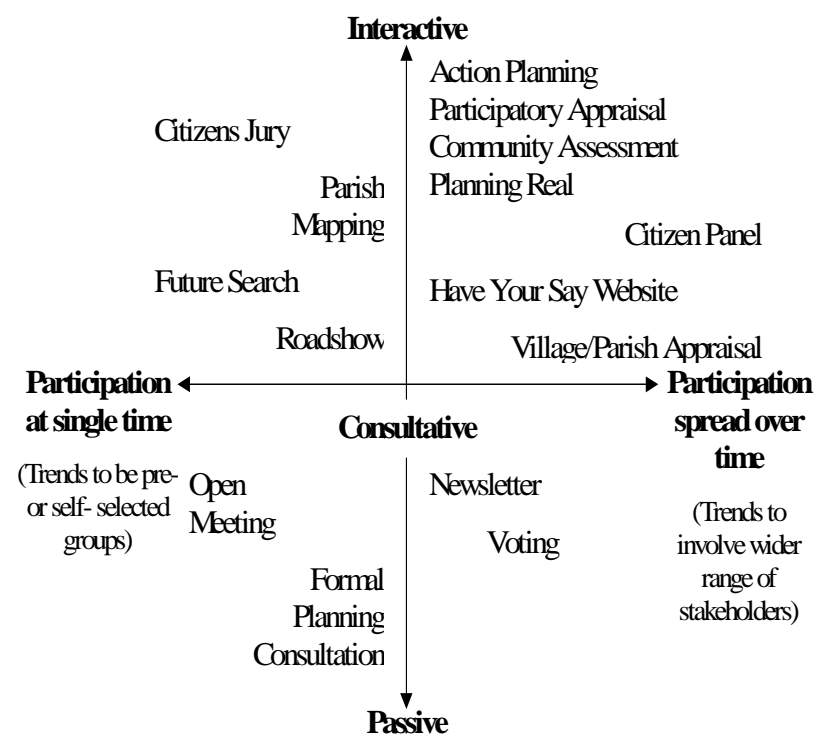 Interactive
Action Planning
Participatory Appraisal
Community Assessment
Planning Real
Citizens Jury
Parish
Mapping
Citizen Panel
Future Search
Have Your Say Website
Roadshow
Village/Parish Appraisal
Participation
at single time
(Trends to be pre-
or self- selected
groups)
Consultative
Participation
spread over
time
(Trends to
involve wider
range of
stakeholders)
Open
Meeting
Newsletter
Voting
Formal
Planning
Consultation
Passive